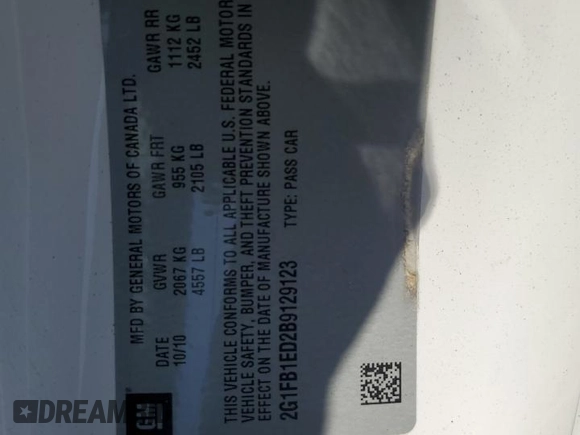 GM
MFD BY GENERAL MOTORS OF CANADA LTD.
DATE GVWR GAWR FRT GAWR RR
10/10 2067 KG 955 KG 1112 KG
4557 LB 2105 LB 2452 LB
THIS VEHICLE CONFORMS TO ALL APPLICABLE U.S. FEDERAL MOTOR
VEHICLE SAFETY, BUMPER, AND THEFT PREVENTION STANDARDS IN
EFFECT ON THE DATE OF MANUFACTURE SHOWN ABOVE.
2G1FB1ED2B9129123 TYPE: PASS CAR
DREAM